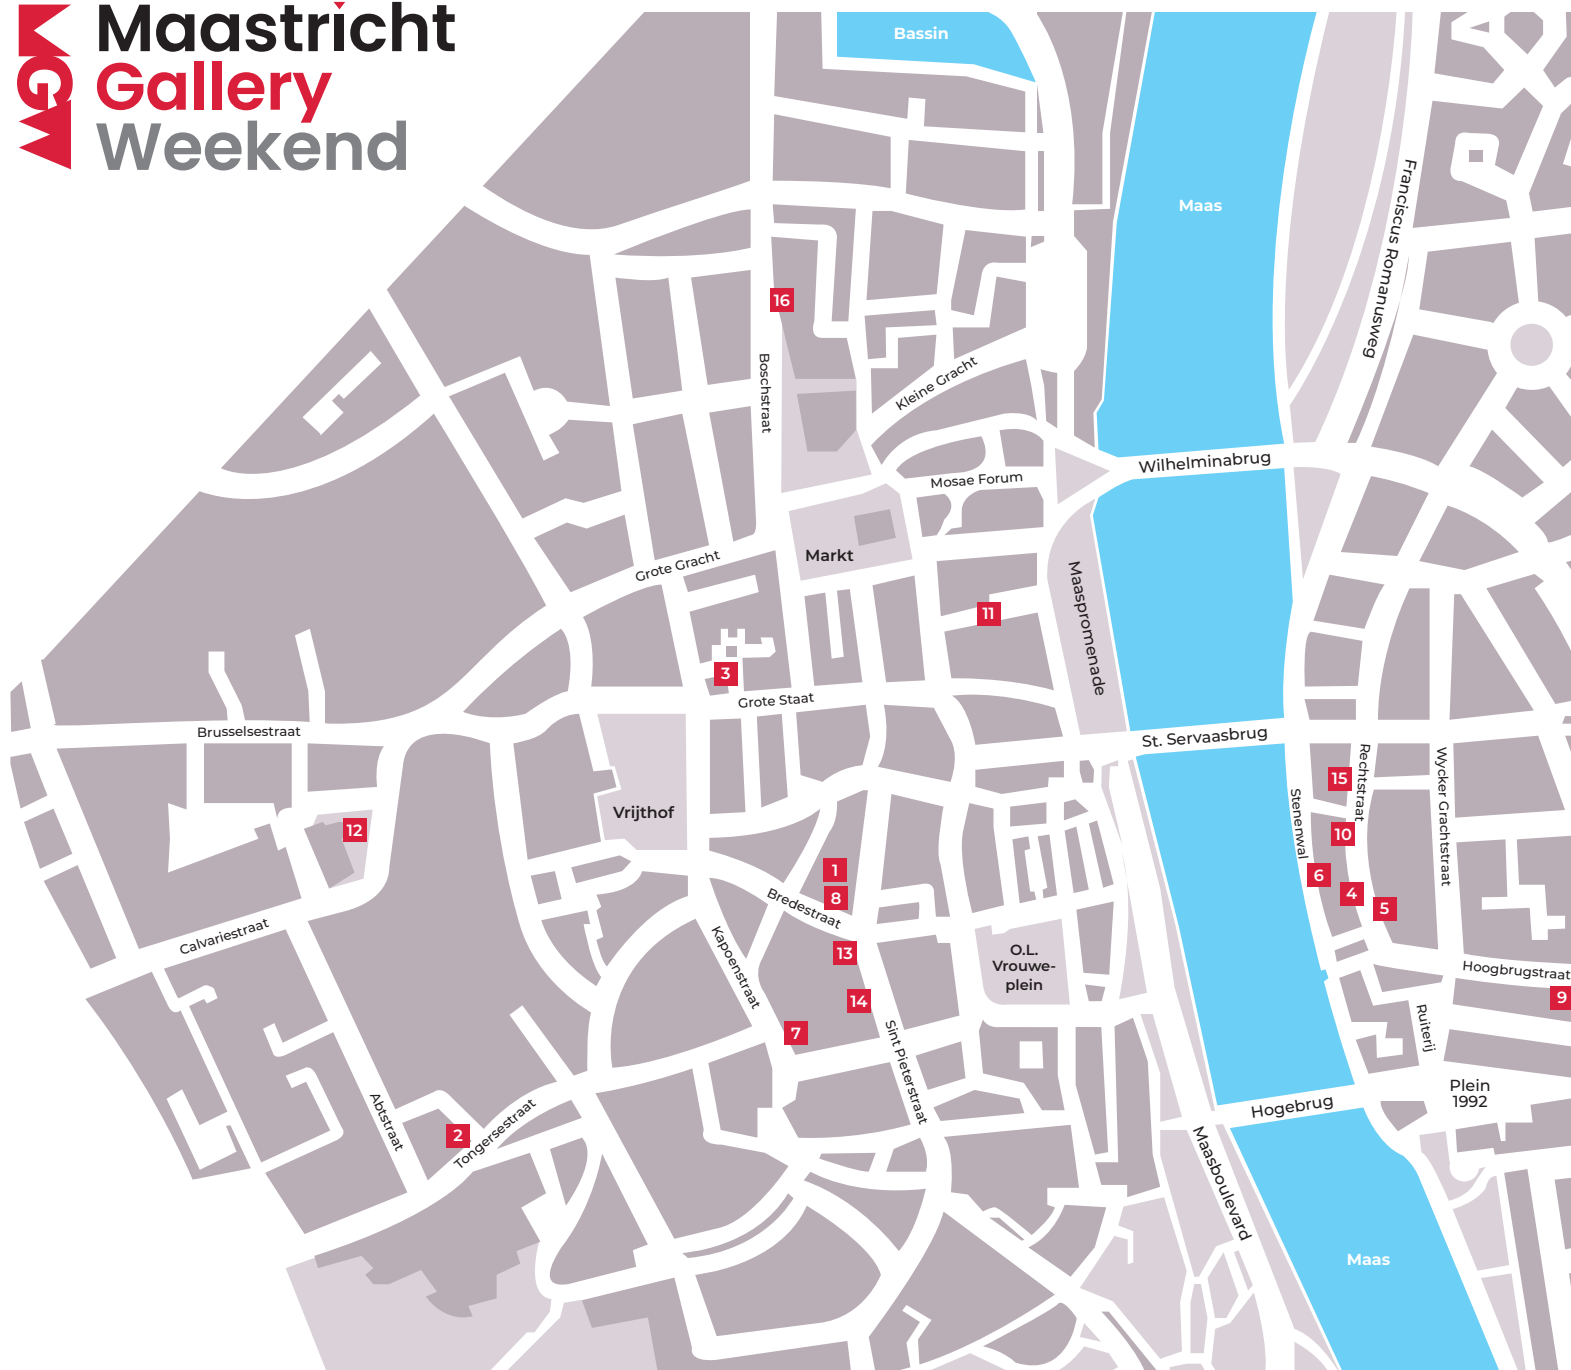 MGW
Maastricht
Gallery
Weekend
Bassin
Maas
Franciscus Romanusweg
16
Boschstraat
Kleine Gracht
Wilhelminabrug
Mosae Forum
Markt
Grote Gracht
Maaspromenade
11
3
Grote Staat
Brusselsestraat
St. Servaasbrug
Rechtstraat
Wycker Grachtstraat
15
Stenenwal
Vrijthof
12
10
1
6
8
4
5
Bredestraat
Calvariestraat
Kapoenstraat
13
O.L.
Vrouwe-
plein
Hoogbrugstraat
9
14
7
Sint Pieterstraat
Ruiterij
Plein
1992
Hogebrug
Abtstraat
2
Tongersestraat
Maasboulevard
Maas